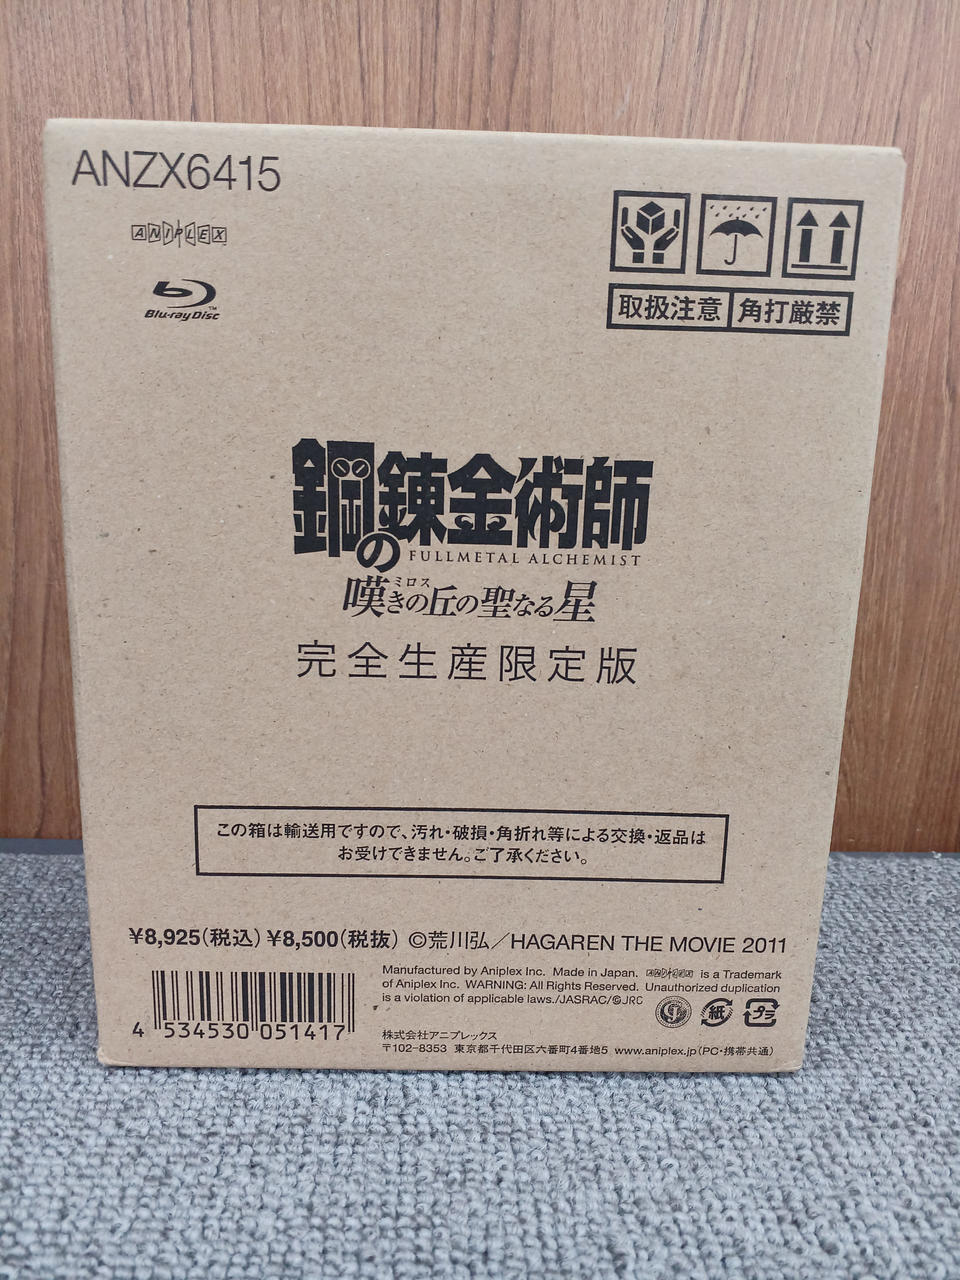 ANZX6415
ANIPLEX
Blu-ray Disc™
取扱注意 角打厳禁
鋼の錬金術師
FULLMETAL ALCHEMIST
ミロス
嘆きの丘の聖なる星
完全生産限定版
この箱は輸送用ですので、汚れ・破損・角折れ等による交換・返品は
お受けできません。ご了承ください。
¥8,925(税込) ¥8,500(税抜) ©荒川弘/HAGAREN THE MOVIE 2011
Manufactured by Aniplex Inc. Made in Japan. ANIPLEX is a Trademark
of Aniplex Inc. WARNING: All Rights Reserved. Unauthorized duplication
is a violation of applicable laws./JASRAC/©JRC
紙 プラ
4 534530 051417
株式会社アニプレックス
〒102-8353 東京都千代田区六番町4番地5 www.aniplex.jp(PC・携帯共通)